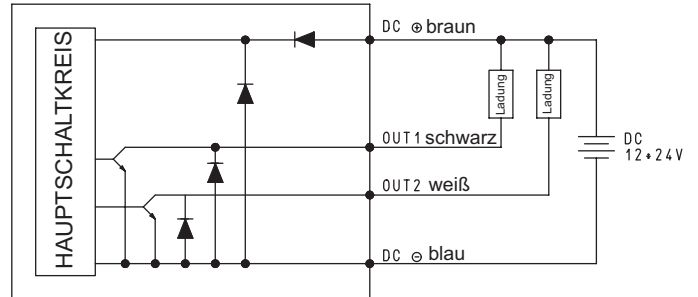 HAUPTSCHALTKREIS
DC ⊕ braun
Ladung
Ladung
OUT1 schwarz
DC
12÷24V
OUT2 weiß
DC ⊖ blau